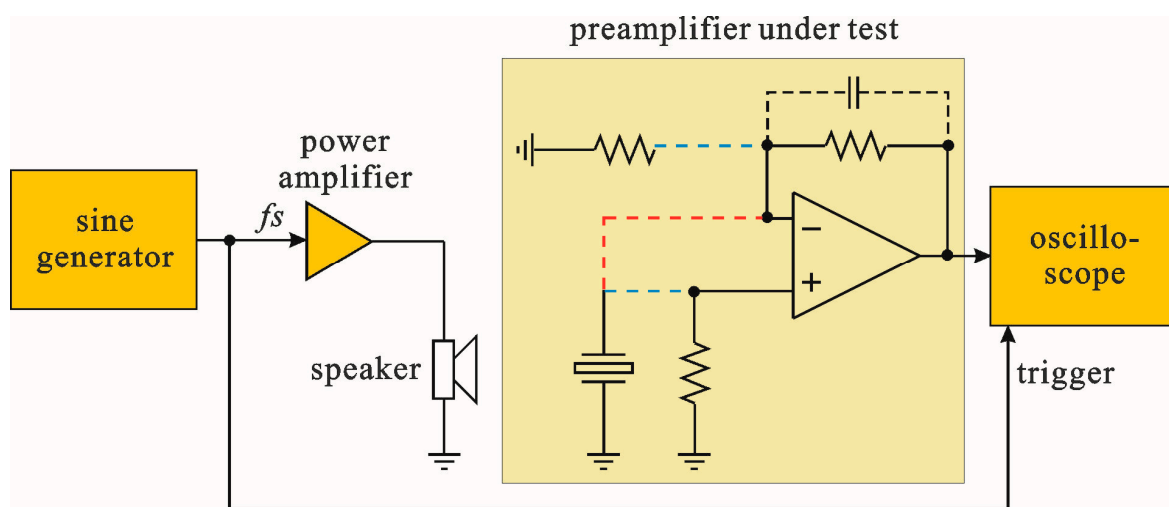 preamplifier under test
power
amplifier
sine
generator
fs
speaker
−
+
oscillo-
scope
trigger